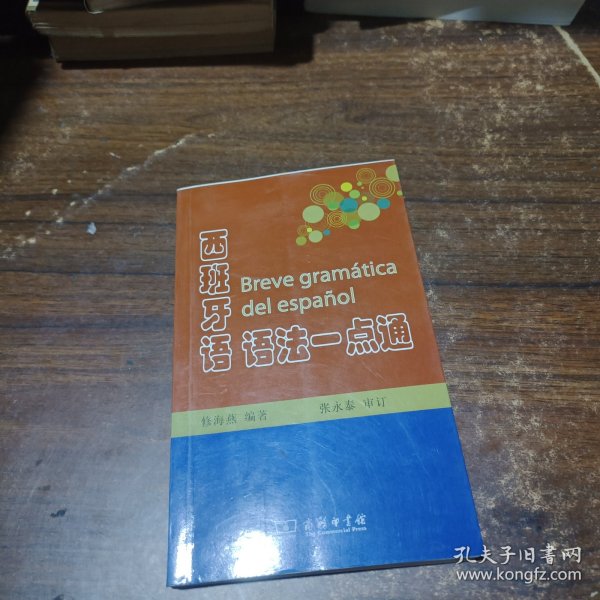 西班牙语
Breve gramática
del español
语法一点通
修海燕 编著
张永泰 审订
商务印书馆
The Commercial Press
孔夫子旧书网
www.kongfz.com